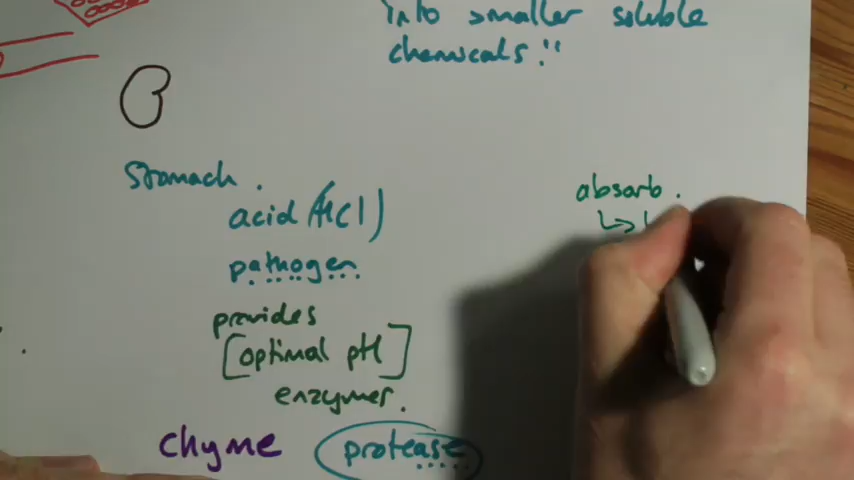 into smaller soluble
chemicals."
stomach.
acid (HCl)
pathogen.
provides
[optimal pH]
enzymes.
chyme
protease
absorb.